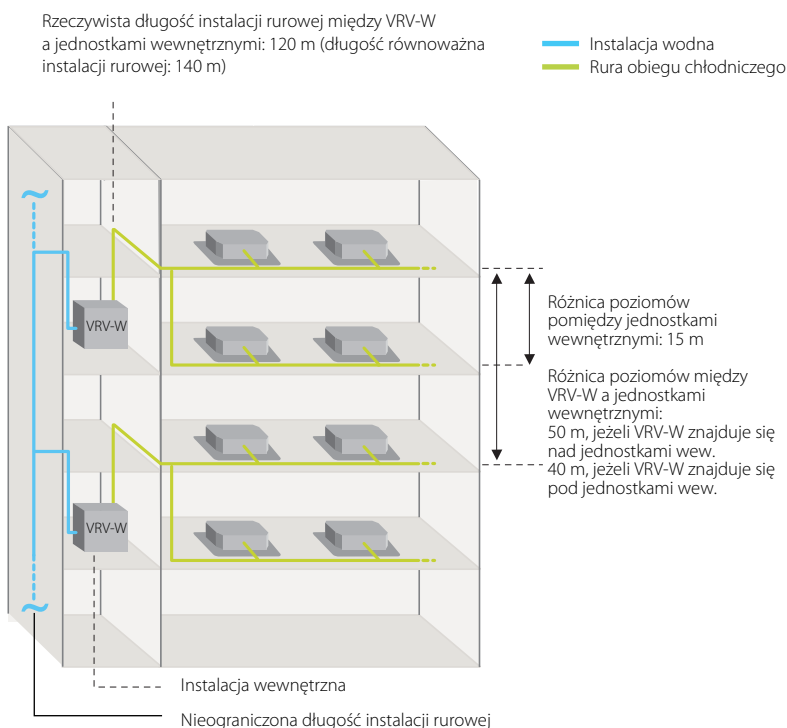 Rzeczywista długość instalacji rurowej między VRV-W
a jednostkami wewnętrznymi: 120 m (długość równoważna
instalacji rurowej: 140 m)
Instalacja wodna
Rura obiegu chłodniczego
VRV-W
Różnica poziomów
pomiędzy jednostkami
wewnętrznymi: 15 m
Różnica poziomów między
VRV-W a jednostkami
wewnętrznymi:
50 m, jeżeli VRV-W znajduje się
nad jednostkami wew.
40 m, jeżeli VRV-W znajduje się
pod jednostkami wew.
VRV-W
Instalacja wewnętrzna
Nieograniczona długość instalacji rurowej